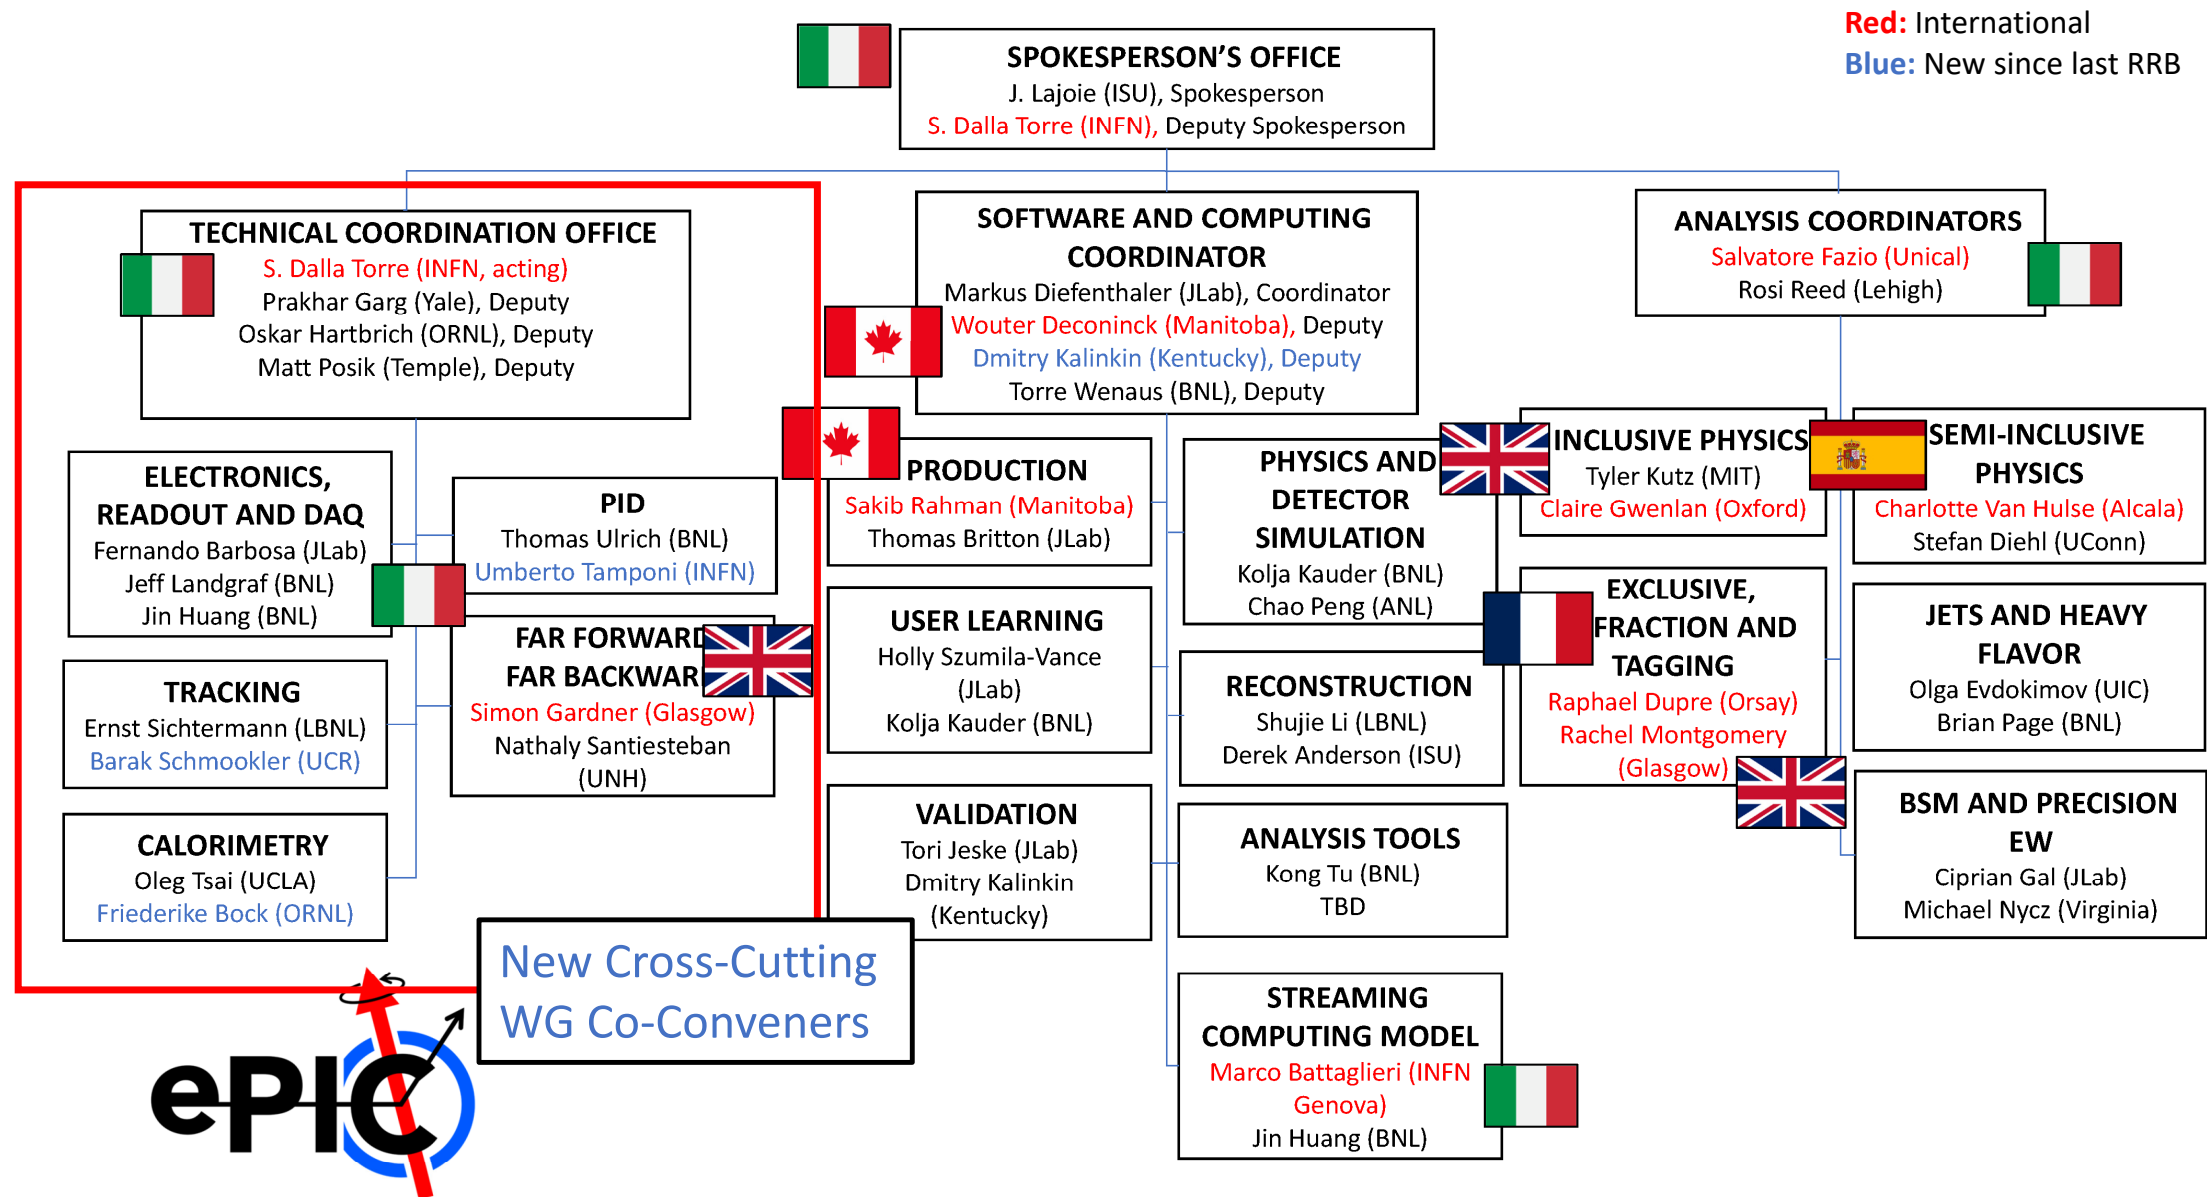 Red: International
Blue: New since last RRB
SPOKESPERSON'S OFFICE
J. Lajoie (ISU), Spokesperson
S. Dalla Torre (INFN), Deputy Spokesperson
TECHNICAL COORDINATION OFFICE
S. Dalla Torre (INFN, acting)
Prakhar Garg (Yale), Deputy
Oskar Hartbrich (ORNL), Deputy
Matt Posik (Temple), Deputy
ELECTRONICS,
READOUT AND DAQ
Fernando Barbosa (JLab)
Jeff Landgraf (BNL)
Jin Huang (BNL)
PID
Thomas Ulrich (BNL)
Umberto Tamponi (INFN)
TRACKING
Ernst Sichtermann (LBNL)
Barak Schmookler (UCR)
FAR FORWARD
FAR BACKWAR
Simon Gardner (Glasgow)
Nathaly Santiesteban
(UNH)
CALORIMETRY
Oleg Tsai (UCLA)
Friederike Bock (ORNL)
New Cross-Cutting
WG Co-Conveners
ePIC
SOFTWARE AND COMPUTING
COORDINATOR
Markus Diefenthaler (JLab), Coordinator
Wouter Deconinck (Manitoba), Deputy
Dmitry Kalinkin (Kentucky), Deputy
Torre Wenaus (BNL), Deputy
PRODUCTION
Sakib Rahman (Manitoba)
Thomas Britton (JLab)
PHYSICS AND
DETECTOR
SIMULATION
Kolja Kauder (BNL)
Chao Peng (ANL)
USER LEARNING
Holly Szumila-Vance
(JLab)
Kolja Kauder (BNL)
RECONSTRUCTION
Shujie Li (LBNL)
Derek Anderson (ISU)
VALIDATION
Tori Jeske (JLab)
Dmitry Kalinkin
(Kentucky)
ANALYSIS TOOLS
Kong Tu (BNL)
TBD
STREAMING
COMPUTING MODEL
Marco Battaglieri (INFN
Genova)
Jin Huang (BNL)
ANALYSIS COORDINATORS
Salvatore Fazio (Unical)
Rosi Reed (Lehigh)
INCLUSIVE PHYSICS
Tyler Kutz (MIT)
Claire Gwenlan (Oxford)
SEMI-INCLUSIVE
PHYSICS
Charlotte Van Hulse (Alcala)
Stefan Diehl (UConn)
EXCLUSIVE,
FRACTION AND
TAGGING
Raphael Dupre (Orsay)
Rachel Montgomery
(Glasgow)
JETS AND HEAVY
FLAVOR
Olga Evdokimov (UIC)
Brian Page (BNL)
BSM AND PRECISION
EW
Ciprian Gal (JLab)
Michael Nycz (Virginia)